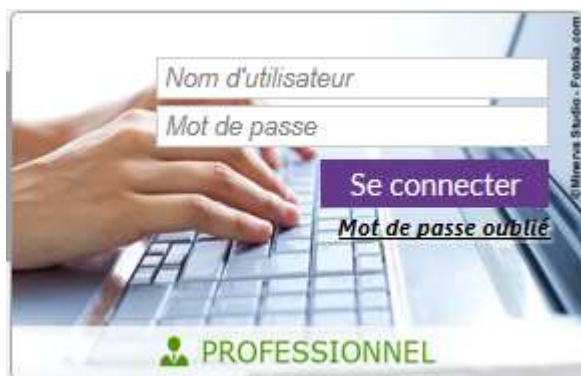 ©Minerva Studio - Fotolia.com
Nom d'utilisateur
Mot de passe
Se connecter
Mot de passe oublié
PROFESSIONNEL